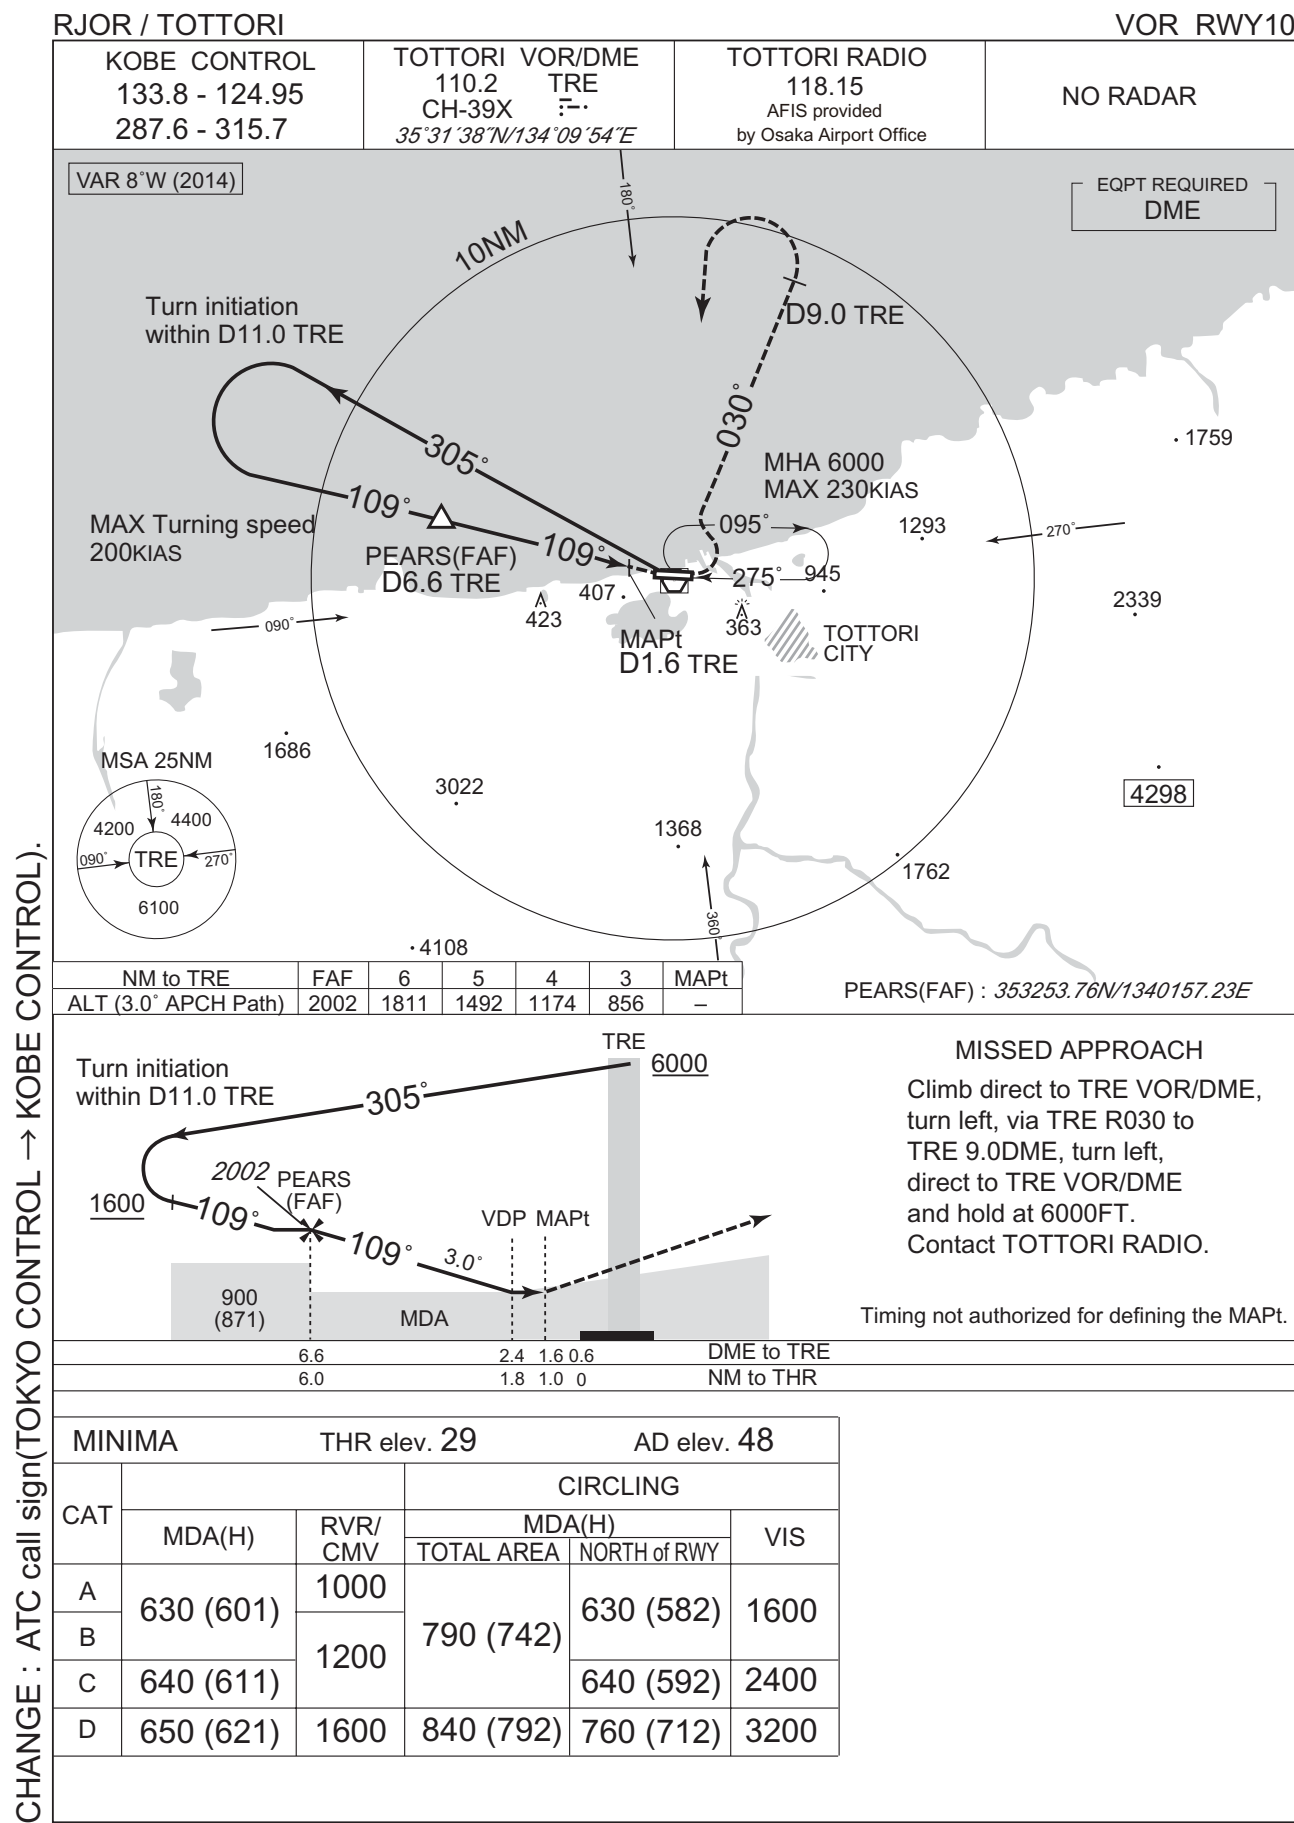 RJOR / TOTTORI
VOR RWY10
KOBE CONTROL
133.8 - 124.95
287.6 - 315.7
TOTTORI VOR/DME
110.2 TRE
CH-39X
35°31´38˝N/134°09´54˝E
TOTTORI RADIO
118.15
AFIS provided
by Osaka Airport Office
NO RADAR
VAR 8°W (2014)
EQPT REQUIRED
DME
180°
10NM
Turn initiation
within D11.0 TRE
D9.0 TRE
030°
305°
1759
MHA 6000
MAX 230KIAS
109°
MAX Turning speed
200KIAS
095°
1293
270°
PEARS(FAF)
D6.6 TRE
109°
275°
945
407
2339
423
363
090°
MAPt
D1.6 TRE
TOTTORI
CITY
1686
MSA 25NM
3022
4298
180°
4200
4400
090°
TRE
270°
6100
1368
1762
360°
4108
NM to TRE FAF 6 5 4 3 MAPt
ALT (3.0° APCH Path) 2002 1811 1492 1174 856 –
PEARS(FAF) : 353253.76N/1340157.23E
TRE
6000
Turn initiation
within D11.0 TRE
305°
2002
PEARS
(FAF)
1600
109°
VDP MAPt
109°
3.0°
900
(871)
MDA
MISSED APPROACH
Climb direct to TRE VOR/DME,
turn left, via TRE R030 to
TRE 9.0DME, turn left,
direct to TRE VOR/DME
and hold at 6000FT.
Contact TOTTORI RADIO.
Timing not authorized for defining the MAPt.
6.6 2.4 1.6 0.6 DME to TRE
6.0 1.8 1.0 0 NM to THR
MINIMA THR elev. 29 AD elev. 48
CAT
CIRCLING
MDA(H)
RVR/
CMV
MDA(H)
TOTAL AREA
NORTH of RWY
VIS
A
630 (601)
1000
790 (742)
630 (582)
1600
B
1200
C
640 (611)
640 (592)
2400
D
650 (621)
1600
840 (792)
760 (712)
3200
CHANGE : ATC call sign(TOKYO CONTROL → KOBE CONTROL).